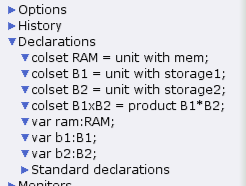 Options
History
Declarations
colset RAM = unit with mem;
colset B1 = unit with storage1;
colset B2 = unit with storage2;
colset B1xB2 = product B1*B2;
var ram:RAM;
var b1:B1;
var b2:B2;
Standard declarations
Monitors